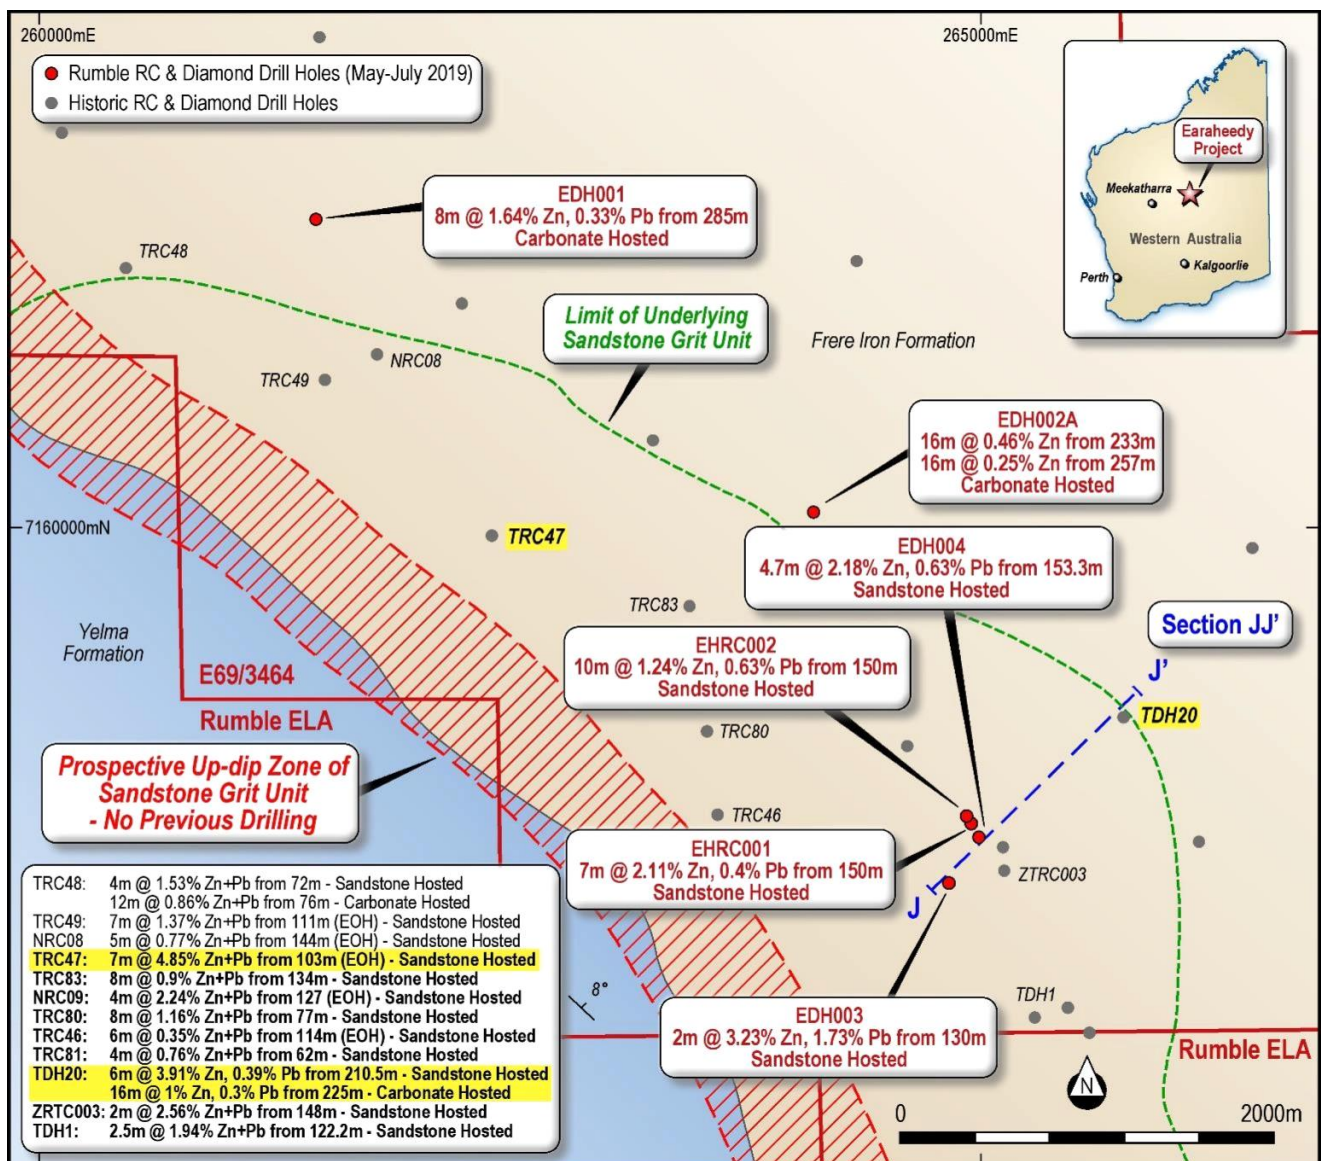 260000mE
265000mE
Rumble RC & Diamond Drill Holes (May-July 2019)
Historic RC & Diamond Drill Holes
Earaheedy
Project
Meekatharra
Western Australia
Kalgoorlie
Perth
EDH001
8m @ 1.64% Zn, 0.33% Pb from 285m
Carbonate Hosted
TRC48
Limit of Underlying
Sandstone Grit Unit
Frere Iron Formation
NRC08
TRC49
EDH002A
16m @ 0.46% Zn from 233m
16m @ 0.25% Zn from 257m
Carbonate Hosted
7160000mN
TRC47
EDH004
4.7m @ 2.18% Zn, 0.63% Pb from 153.3m
Sandstone Hosted
TRC83
Section JJ'
Yelma
Formation
EHRC002
10m @ 1.24% Zn, 0.63% Pb from 150m
Sandstone Hosted
E69/3464
J'
Rumble ELA
TDH20
TRC80
Prospective Up-dip Zone of
Sandstone Grit Unit
- No Previous Drilling
TRC46
EHRC001
7m @ 2.11% Zn, 0.4% Pb from 150m
Sandstone Hosted
ZTRC003
J
TRC48: 4m @ 1.53% Zn+Pb from 72m - Sandstone Hosted
12m @ 0.86% Zn+Pb from 76m - Carbonate Hosted
TRC49: 7m @ 1.37% Zn+Pb from 111m (EOH) - Sandstone Hosted
NRC08 5m @ 0.77% Zn+Pb from 144m (EOH) - Sandstone Hosted
TRC47: 7m @ 4.85% Zn+Pb from 103m (EOH) - Sandstone Hosted
TRC83: 8m @ 0.9% Zn+Pb from 134m - Sandstone Hosted
NRC09: 4m @ 2.24% Zn+Pb from 127 (EOH) - Sandstone Hosted
TRC80: 8m @ 1.16% Zn+Pb from 77m - Sandstone Hosted
TRC46: 6m @ 0.35% Zn+Pb from 114m (EOH) - Sandstone Hosted
TRC81: 4m @ 0.76% Zn+Pb from 62m - Sandstone Hosted
TDH20: 6m @ 3.91% Zn, 0.39% Pb from 210.5m - Sandstone Hosted
16m @ 1% Zn, 0.3% Pb from 225m - Carbonate Hosted
ZRTC003: 2m @ 2.56% Zn+Pb from 148m - Sandstone Hosted
TDH1: 2.5m @ 1.94% Zn+Pb from 122.2m - Sandstone Hosted
8°
TDH1
EDH003
2m @ 3.23% Zn, 1.73% Pb from 130m
Sandstone Hosted
Rumble ELA
N
0
2000m